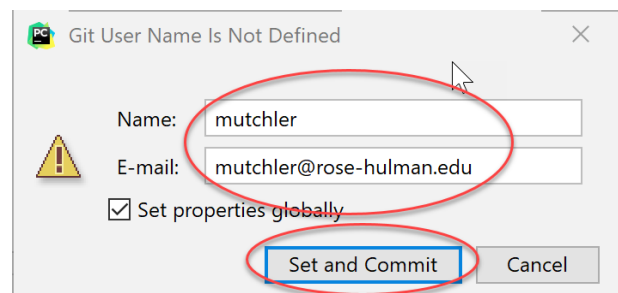 PC Git User Name Is Not Defined
Name: mutchler
E-mail: mutchler@rose-hulman.edu
Set properties globally
Set and Commit Cancel